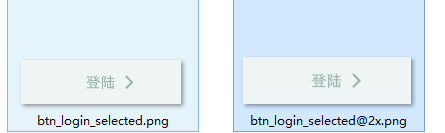 登陆
登陆
btn_login_selected.png
btn_login_selected@2x.png